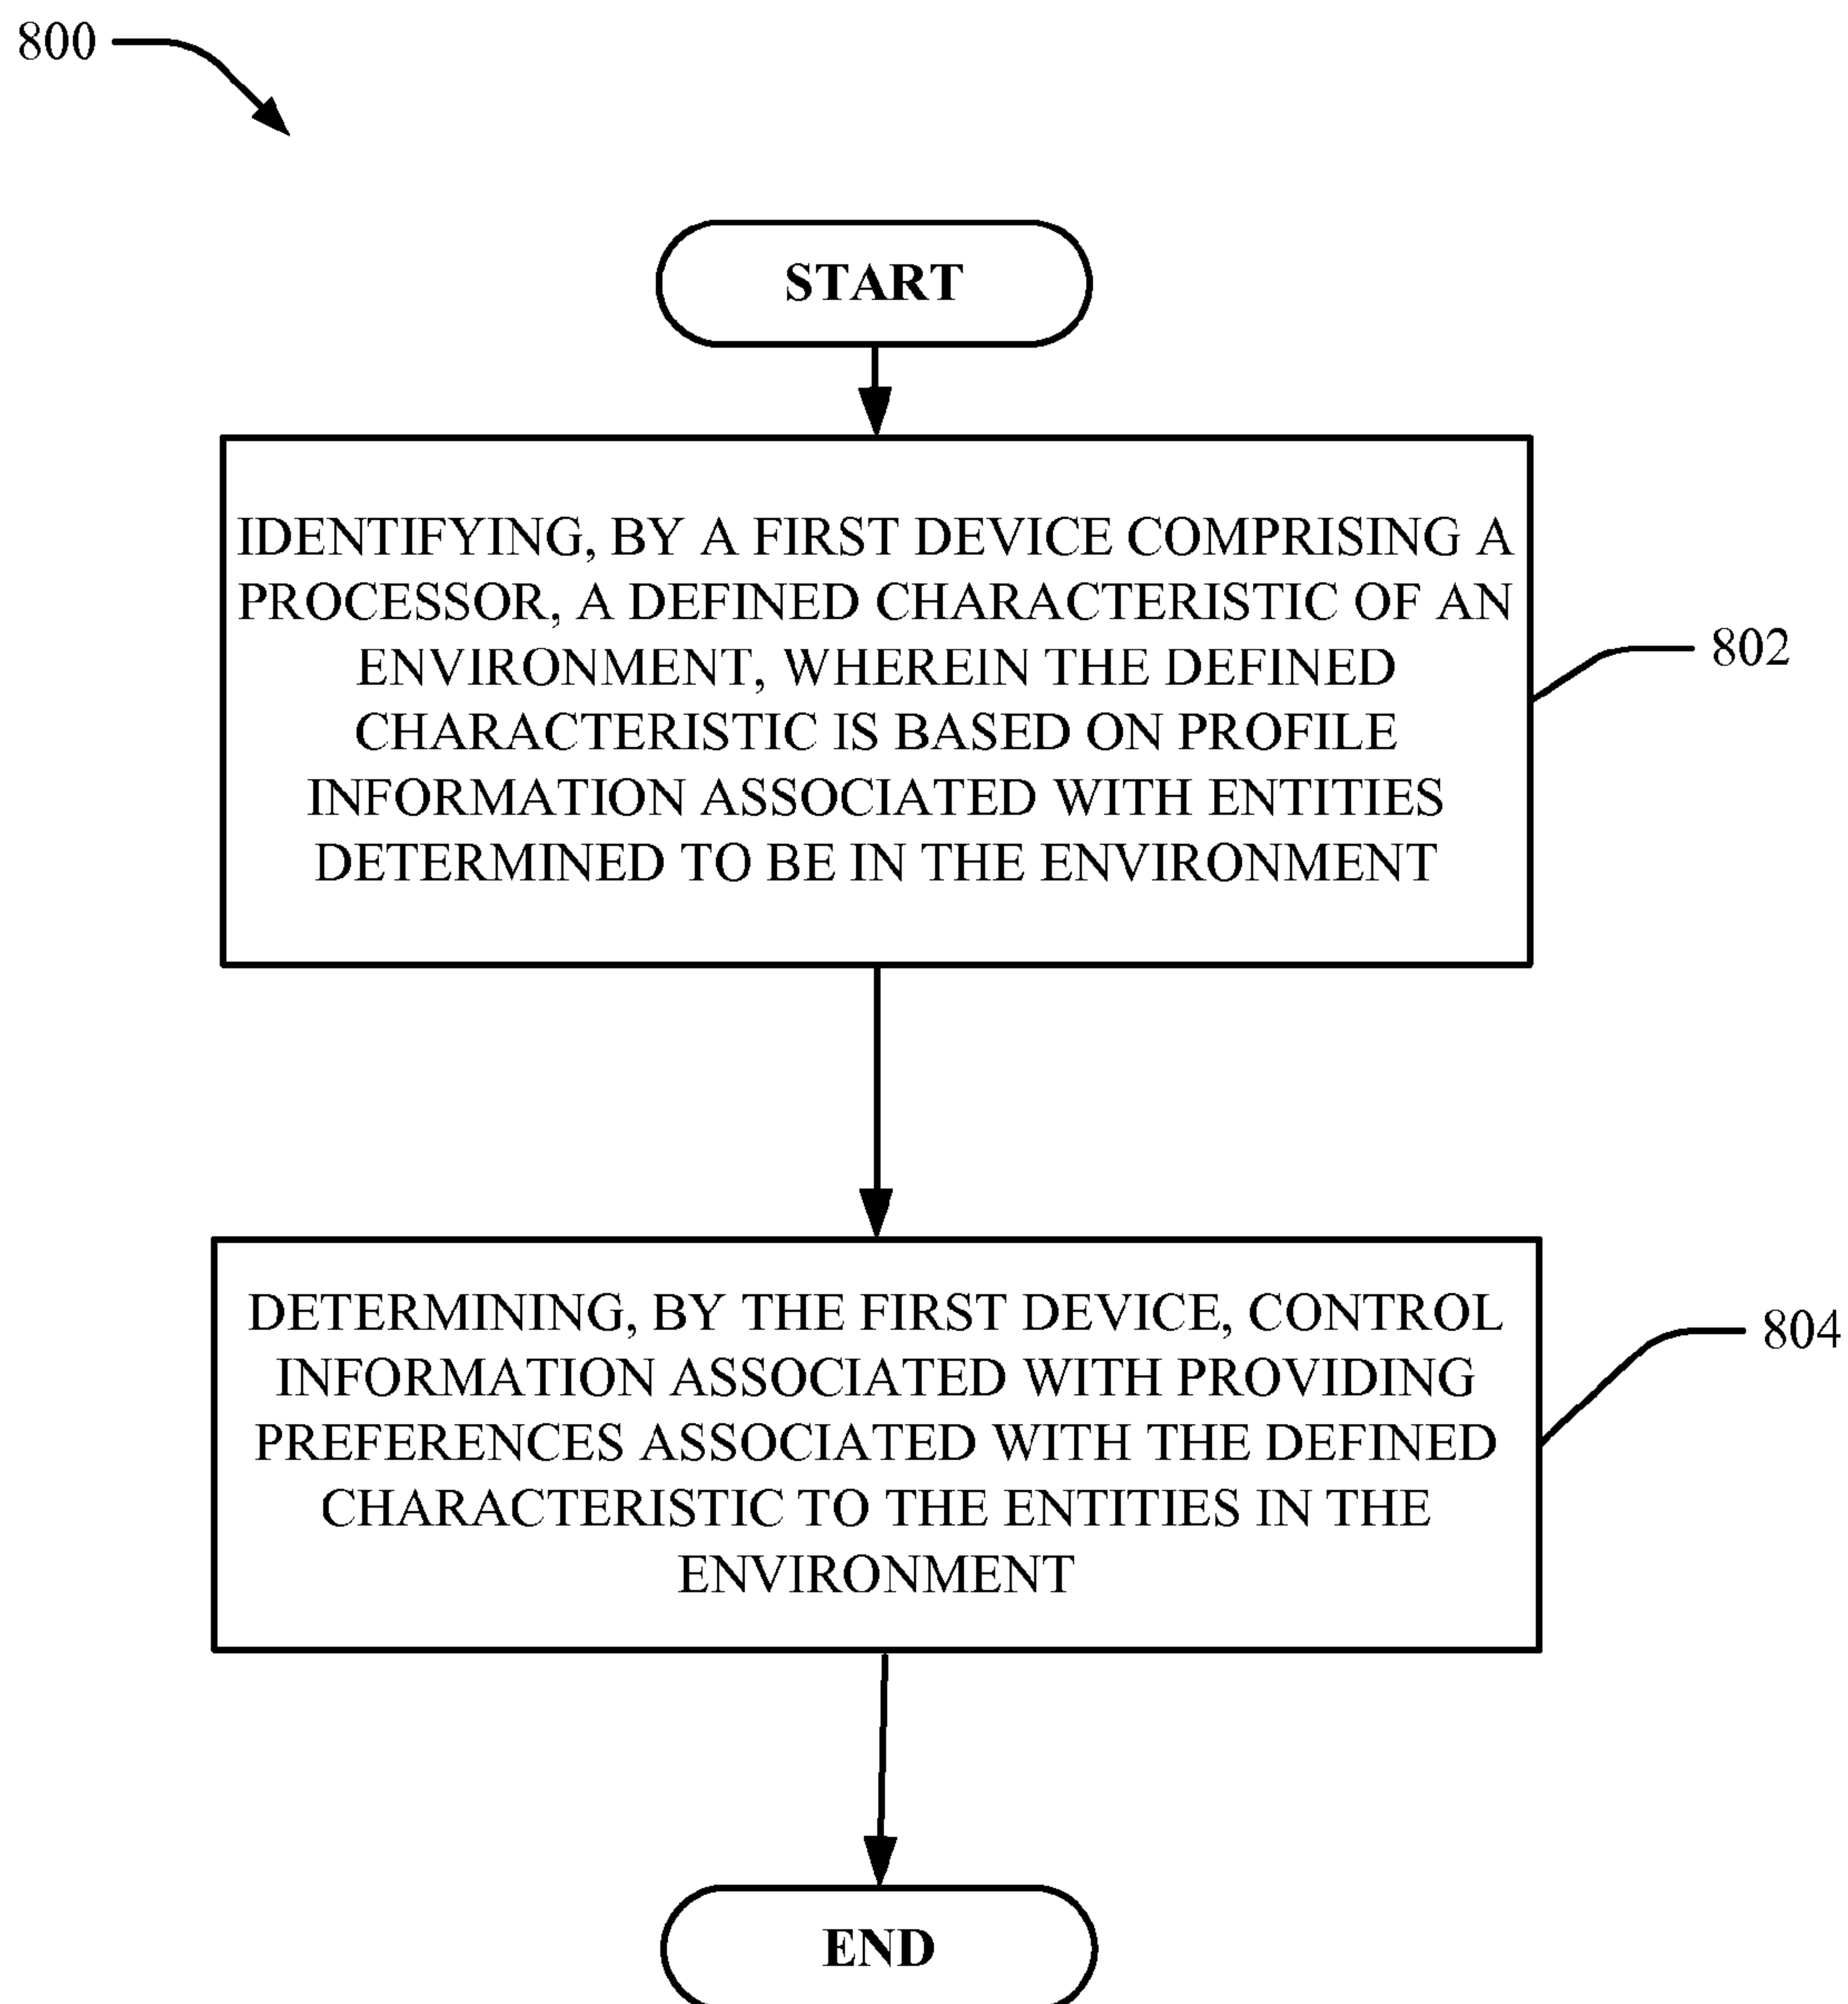 800
START
IDENTIFYING, BY A FIRST DEVICE COMPRISING A
PROCESSOR, A DEFINED CHARACTERISTIC OF AN
ENVIRONMENT, WHEREIN THE DEFINED
CHARACTERISTIC IS BASED ON PROFILE
INFORMATION ASSOCIATED WITH ENTITIES
DETERMINED TO BE IN THE ENVIRONMENT
802
DETERMINING, BY THE FIRST DEVICE, CONTROL
INFORMATION ASSOCIATED WITH PROVIDING
PREFERENCES ASSOCIATED WITH THE DEFINED
CHARACTERISTIC TO THE ENTITIES IN THE
ENVIRONMENT
804
END